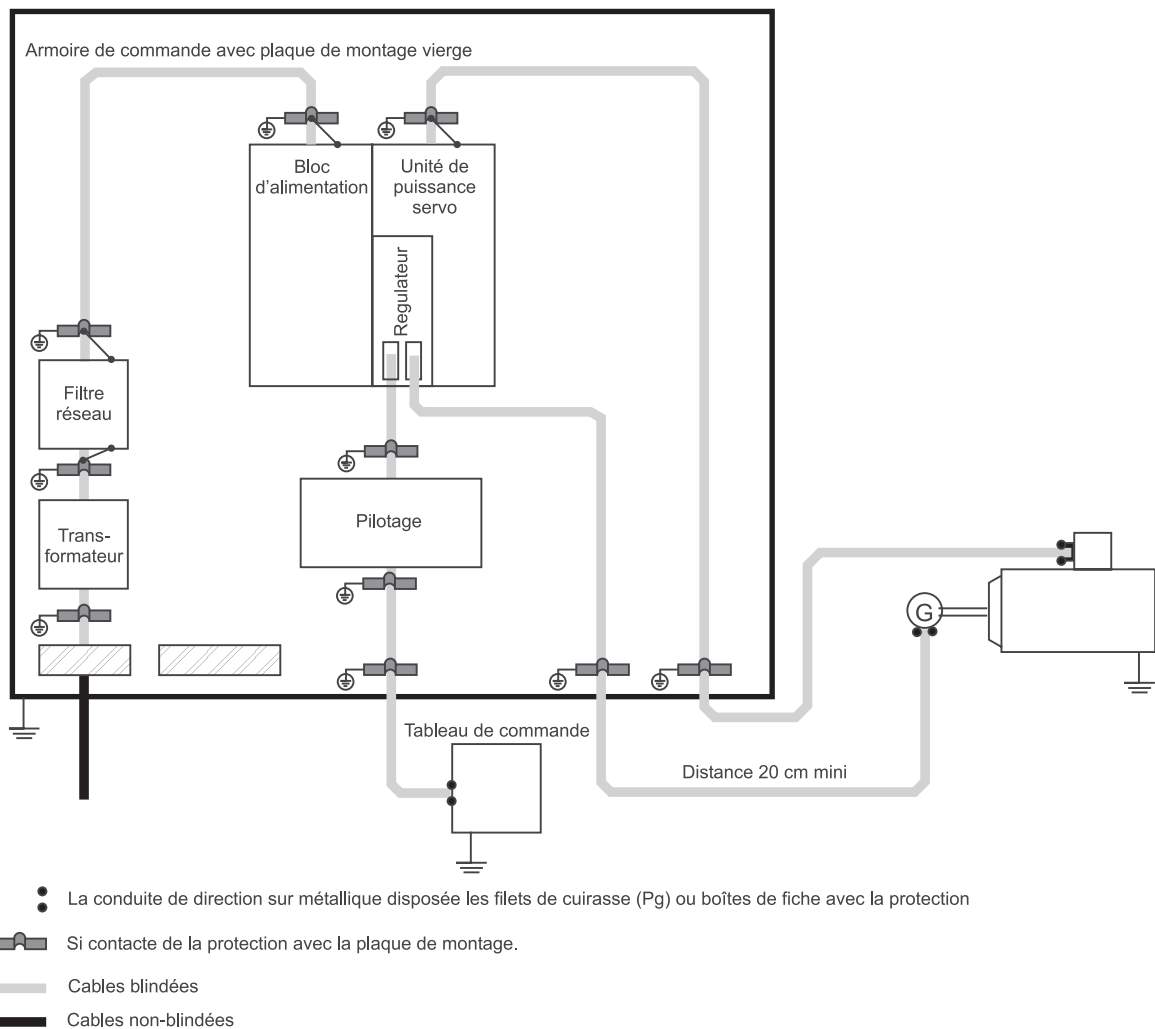 Armoire de commande avec plaque de montage vierge
Bloc
d'alimentation
Unité de
puissance
servo
Regulateur
Filtre
réseau
Trans-
formateur
Pilotage
G
Tableau de commande
Distance 20 cm mini
La conduite de direction sur métallique disposée les filets de cuirasse (Pg) ou boîtes de fiche avec la protection
Si contacte de la protection avec la plaque de montage.
Cables blindées
Cables non-blindées